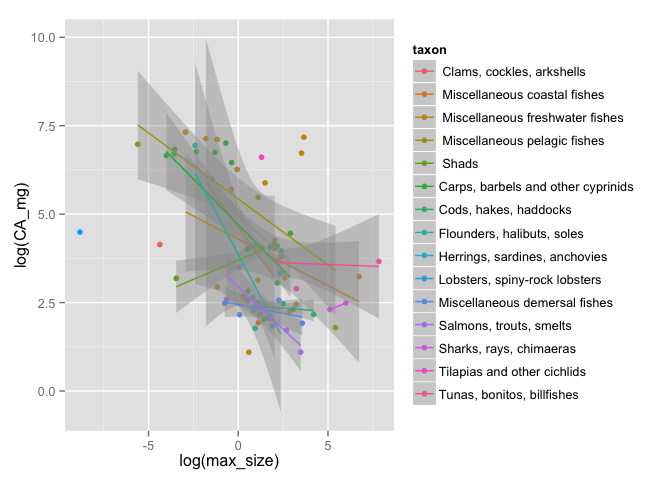 10.0
7.5
5.0
2.5
0.0
log(CA_mg)
-5
0
5
log(max_size)
taxon
Clams, cockles, arkshells
Miscellaneous coastal fishes
Miscellaneous freshwater fishes
Miscellaneous pelagic fishes
Shads
Carps, barbels and other cyprinids
Cods, hakes, haddocks
Flounders, halibuts, soles
Herrings, sardines, anchovies
Lobsters, spiny-rock lobsters
Miscellaneous demersal fishes
Salmons, trouts, smelts
Sharks, rays, chimaeras
Tilapias and other cichlids
Tunas, bonitos, billfishes